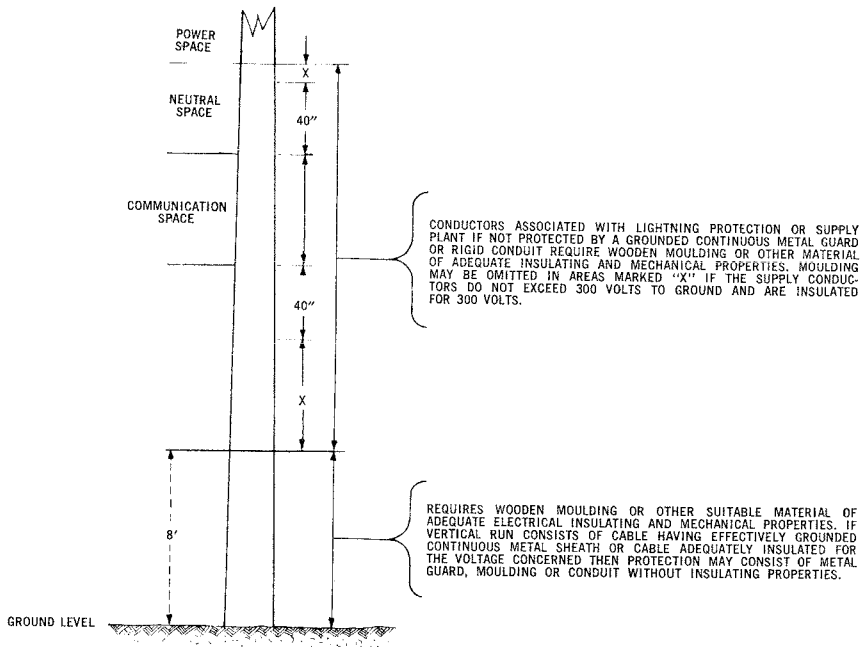 POWER
SPACE
X
NEUTRAL
SPACE
40"
COMMUNICATION
SPACE
CONDUCTORS ASSOCIATED WITH LIGHTNING PROTECTION OR SUPPLY
PLANT IF NOT PROTECTED BY A GROUNDED CONTINUOUS METAL GUARD
OR RIGID CONDUIT REQUIRE WOODEN MOULDING OR OTHER MATERIAL
OF ADEQUATE INSULATING AND MECHANICAL PROPERTIES. MOULDING
MAY BE OMITTED IN AREAS MARKED "X" IF THE SUPPLY CONDUC-
TORS DO NOT EXCEED 300 VOLTS TO GROUND AND ARE INSULATED
FOR 300 VOLTS.
40"
X
8'
REQUIRES WOODEN MOULDING OR OTHER SUITABLE MATERIAL OF
ADEQUATE ELECTRICAL INSULATING AND MECHANICAL PROPERTIES. IF
VERTICAL RUN CONSISTS OF CABLE HAVING EFFECTIVELY GROUNDED
CONTINUOUS METAL SHEATH OR CABLE ADEQUATELY INSULATED FOR
THE VOLTAGE CONCERNED THEN PROTECTION MAY CONSIST OF METAL
GUARD, MOULDING OR CONDUIT WITHOUT INSULATING PROPERTIES.
GROUND LEVEL